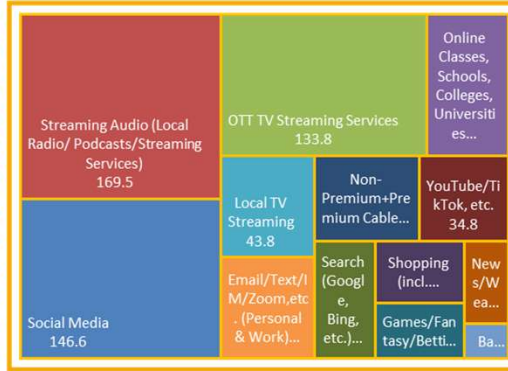 Streaming Audio (Local
Radio/ Podcasts/Streaming
Services)
169.5
Social Media
146.6
OTT TV Streaming Services
133.8
Online
Classes,
Schools,
Colleges,
Universiti
es...
Local TV
Streaming
43.8
Non-
Premium+Pre
mium Cable...
YouTube/Ti
kTok, etc.
34.8
Email/Text/I
M/Zoom,etc
. (Personal
& Work)...
Search
(Googl
e,
Bing,
etc.)...
Shopping
(incl....
New
s/W​ea
...
Games/Fan
tasy/Betti...
Ba...